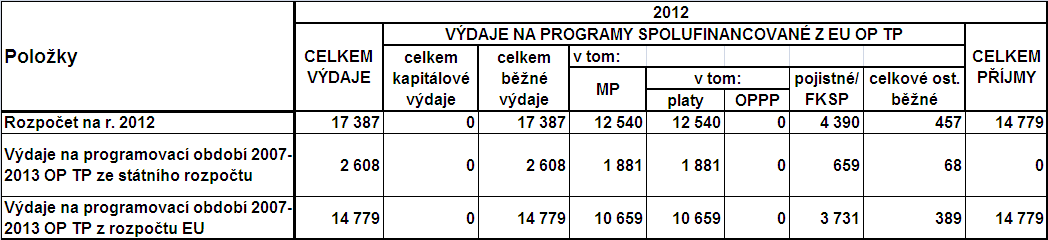 2012
VÝDAJE NA PROGRAMY SPOLUFINANCOVANÉ Z EU OP TP
Položky
CELKEM VÝDAJE
celkem kapitálové výdaje
celkem běžné výdaje
v tom:
MP
v tom:
platy
OPPP
pojistné/ FKSP
celkové ost. běžné
CELKEM PŘÍJMY
Rozpočet na r. 2012 17 387 0 17 387 12 540 12 540 0 4 390 457 14 779
Výdaje na programovací období 2007-
2013 OP TP ze státního rozpočtu 2 608 0 2 608 1 881 1 881 0 659 68 0
Výdaje na programovací období 2007-
2013 OP TP z rozpočtu EU 14 779 0 14 779 10 659 10 659 0 3 731 389 14 779